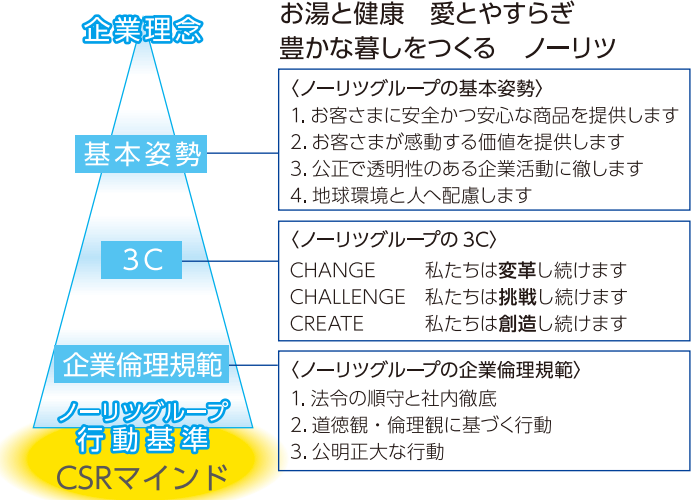 企業理念
お湯と健康　愛とやすらぎ
豊かな暮しをつくる　ノーリツ
基本姿勢
〈ノーリツグループの基本姿勢〉
1. お客さまに安全かつ安心な商品を提供します
2. お客さまが感動する価値を提供します
3. 公正で透明性のある企業活動に徹します
4. 地球環境と人へ配慮します
3C
〈ノーリツグループの3C〉
CHANGE　私たちは変革し続けます
CHALLENGE　私たちは挑戦し続けます
CREATE　私たちは創造し続けます
企業倫理規範
〈ノーリツグループの企業倫理規範〉
1. 法令の順守と社内徹底
2. 道徳観・倫理観に基づく行動
3. 公明正大な行動
ノーリツグループ
行動基準
CSRマインド